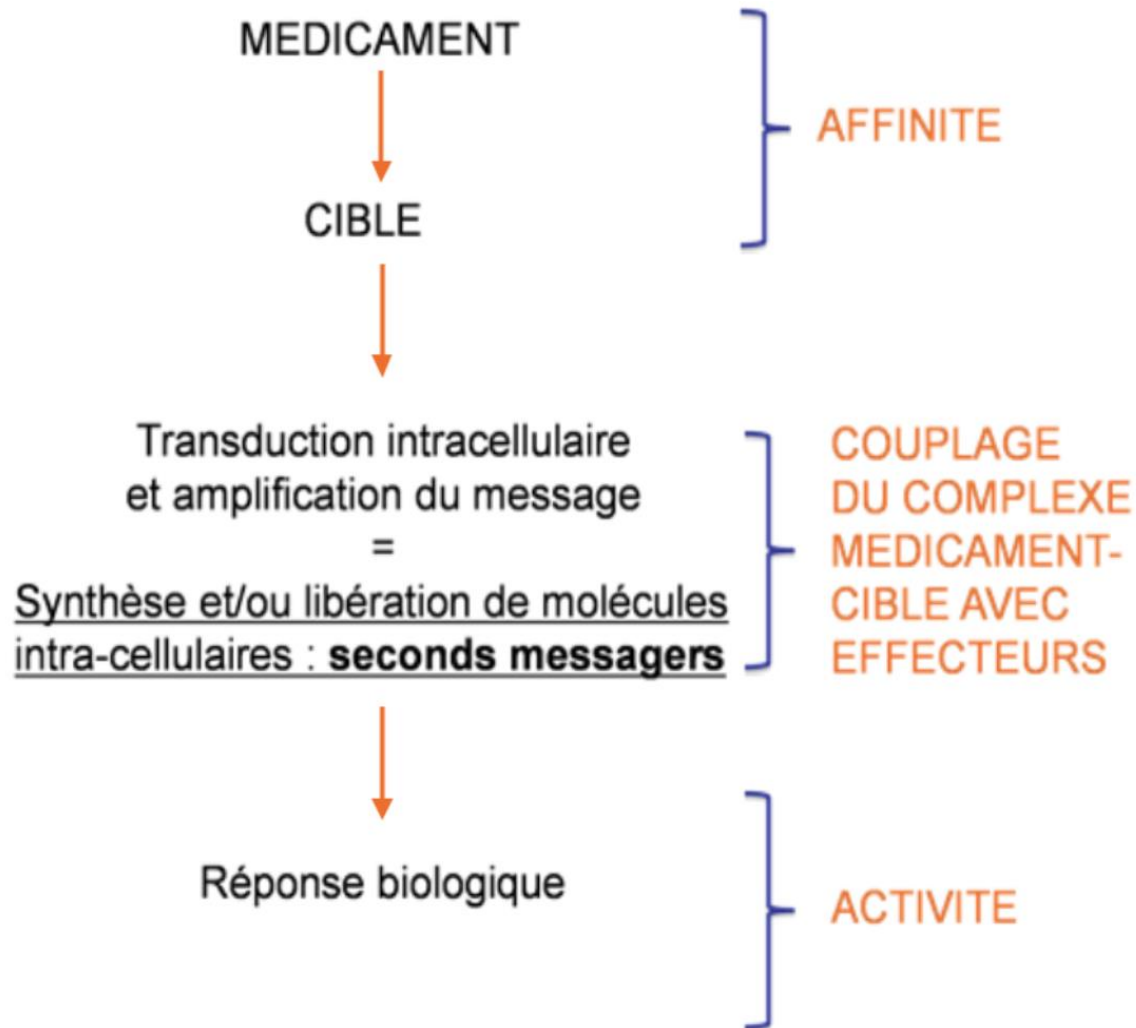 MEDICAMENT
AFFINITE
CIBLE
Transduction intracellulaire
et amplification du message
=
Synthèse et/ou libération de molécules
intra-cellulaires : seconds messagers
COUPLAGE
DU COMPLEXE
MEDICAMENT-
CIBLE AVEC
EFFECTEURS
Réponse biologique
ACTIVITE